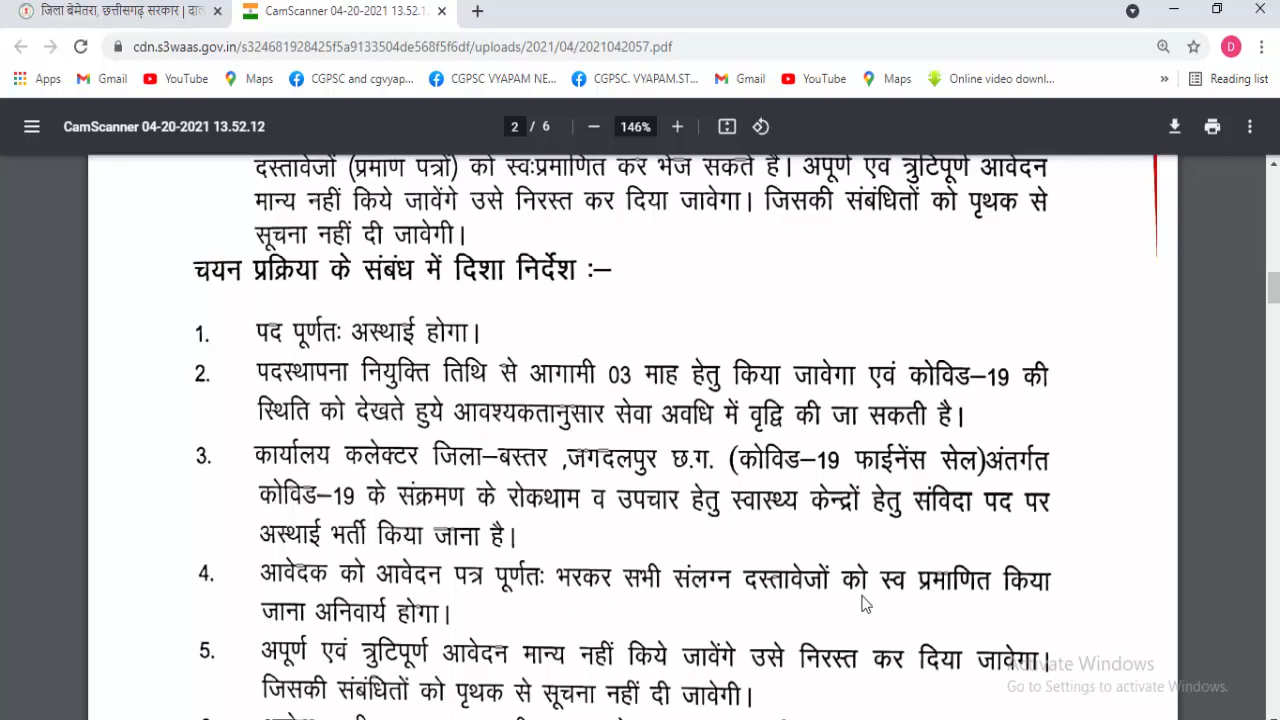 जिला बेमेतरा, छत्तीसगढ़ सरकार | दाल
CamScanner 04-20-2021 13.52.1
cdn.s3waas.gov.in/s324681928425f5a9133504de568f5f6df/uploads/2021/04/2021042057.pdf
D
Apps Gmail YouTube Maps CGPSC and cgvyap... CGPSC VYAPAM NE... CGPSC. VYAPAM.ST... Gmail YouTube Maps Online video downl... » Reading list
CamScanner 04-20-2021 13.52.12 2 / 6 146%
दस्तावेजों (प्रमाण पत्रों) को स्वःप्रमाणित कर भेज सकते है। अपूर्ण एवं त्रुटिपूर्ण आवेदन
मान्य नहीं किये जावेंगे उसे निरस्त कर दिया जावेगा। जिसकी संबंधितों को पृथक से
सूचना नहीं दी जावेगी।
चयन प्रक्रिया के संबंध में दिशा निर्देश :–
1. पद पूर्णतः अस्थाई होगा।
2. पदस्थापना नियुक्ति तिथि से आगामी 03 माह हेतु किया जावेगा एवं कोविड–19 की
स्थिति को देखते हुये आवश्यकतानुसार सेवा अवधि में वृद्वि की जा सकती है।
3. कार्यालय कलेक्टर जिला–बस्तर ,जगदलपुर छ.ग. (कोविड–19 फाईनेंस सेल)अंतर्गत
कोविड–19 के संक्रमण के रोकथाम व उपचार हेतु स्वास्थ्य केन्द्रों हेतु संविदा पद पर
अस्थाई भर्ती किया जाना है।
4. आवेदक को आवेदन पत्र पूर्णतः भरकर सभी संलग्न दस्तावेजों को स्व प्रमाणित किया
जाना अनिवार्य होगा।
5. अपूर्ण एवं त्रुटिपूर्ण आवेदन मान्य नहीं किये जावेंगे उसे निरस्त कर दिया जावेगा।
जिसकी संबंधितों को पृथक से सूचना नहीं दी जावेगी।
Activate Windows
Go to Settings to activate Windows.